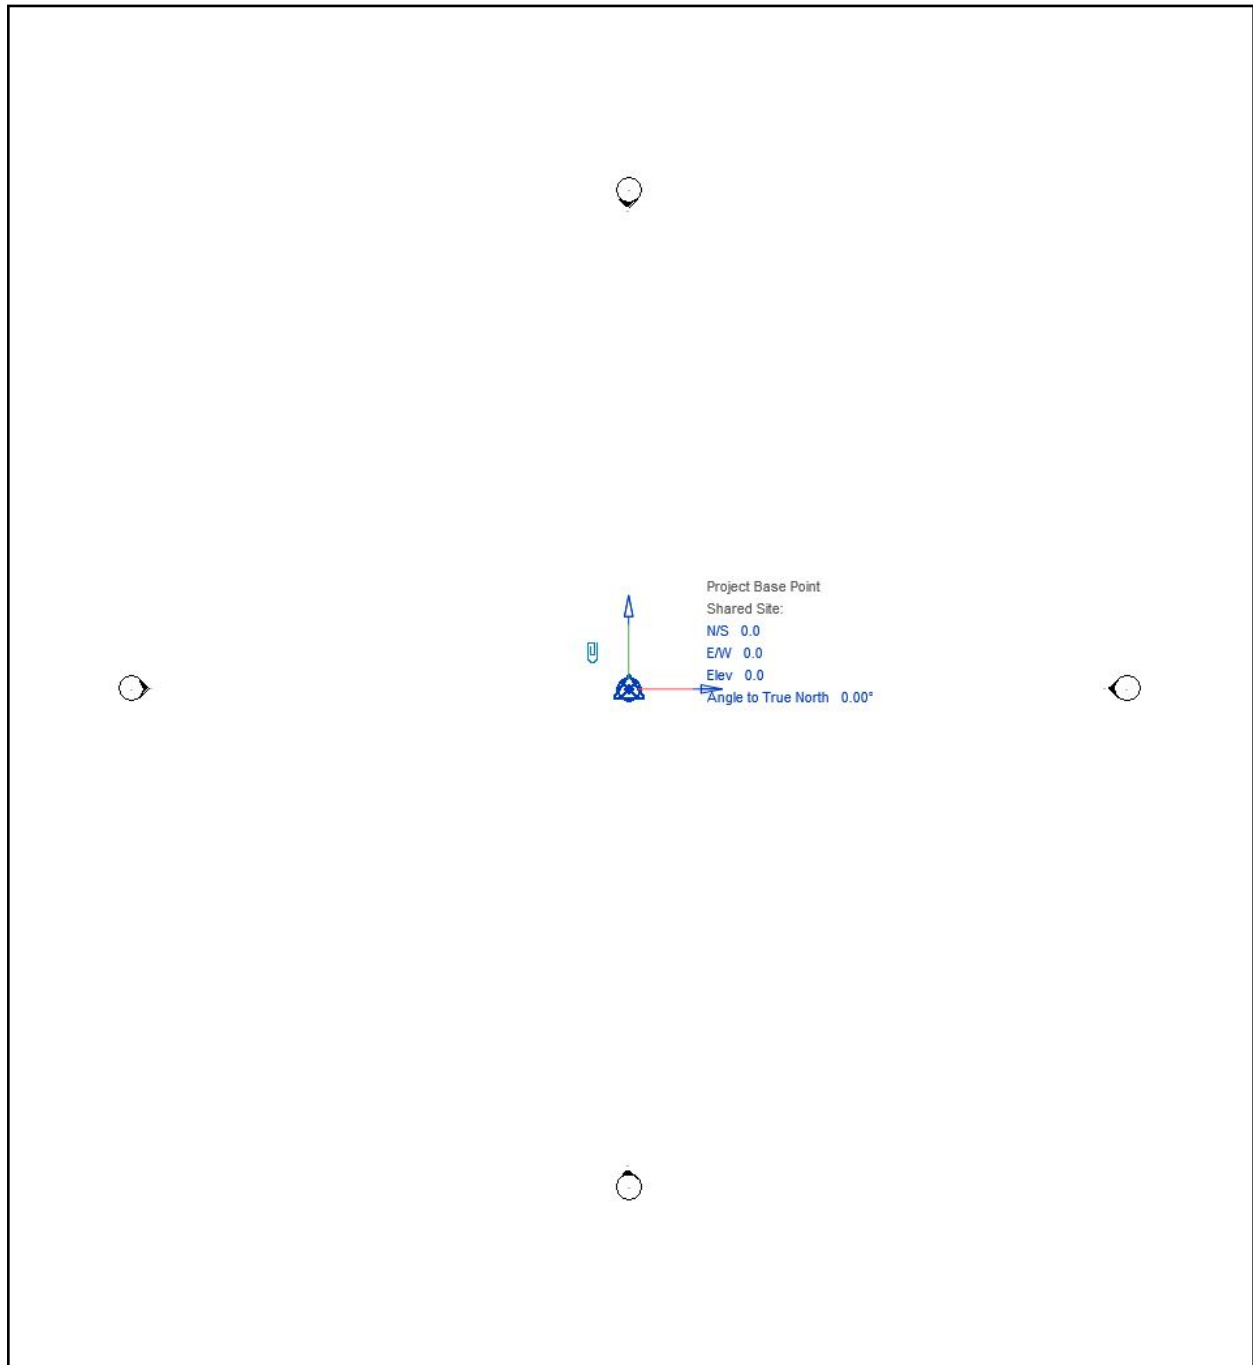 Project Base Point
Shared Site:
N/S 0.0
E/W 0.0
Elev 0.0
Angle to True North 0.00°